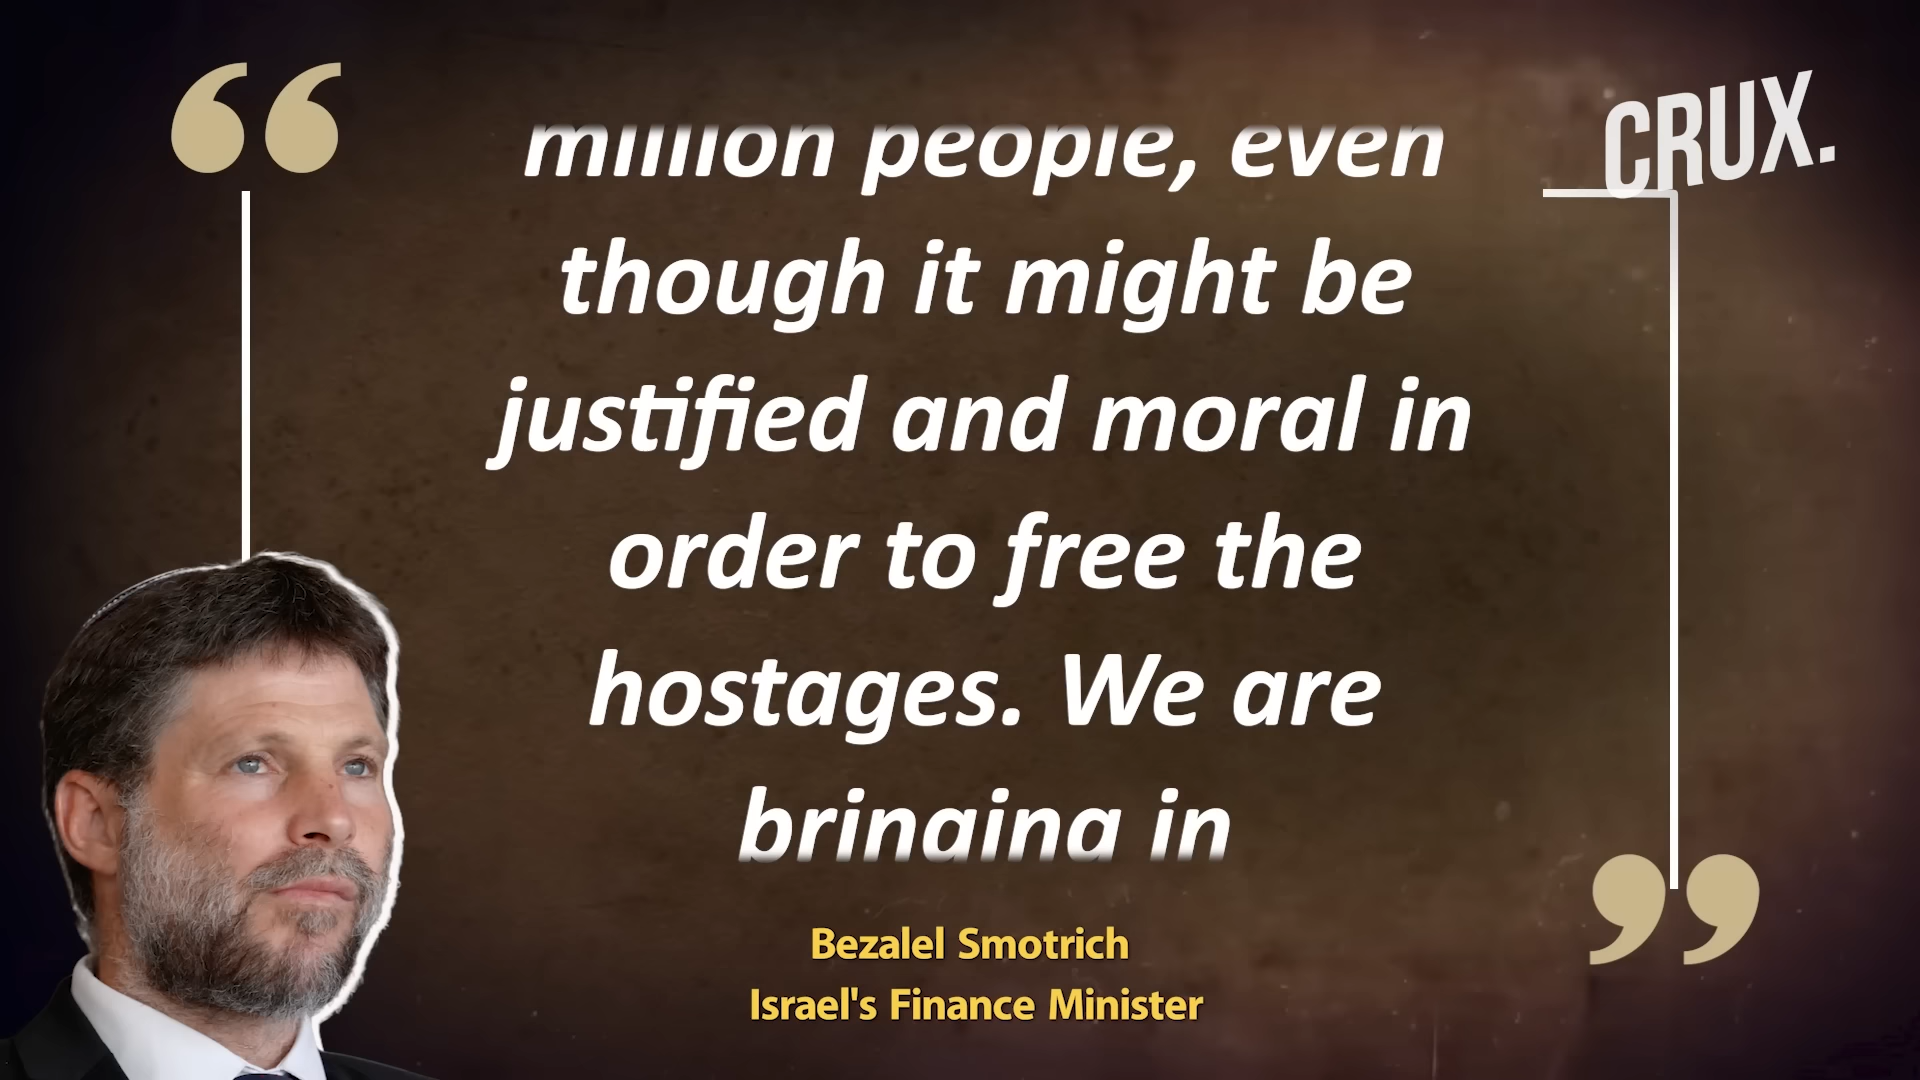 CRUX.
million people, even
though it might be
justified and moral in
order to free the
hostages. We are
bringing in
Bezalel Smotrich
Israel's Finance Minister